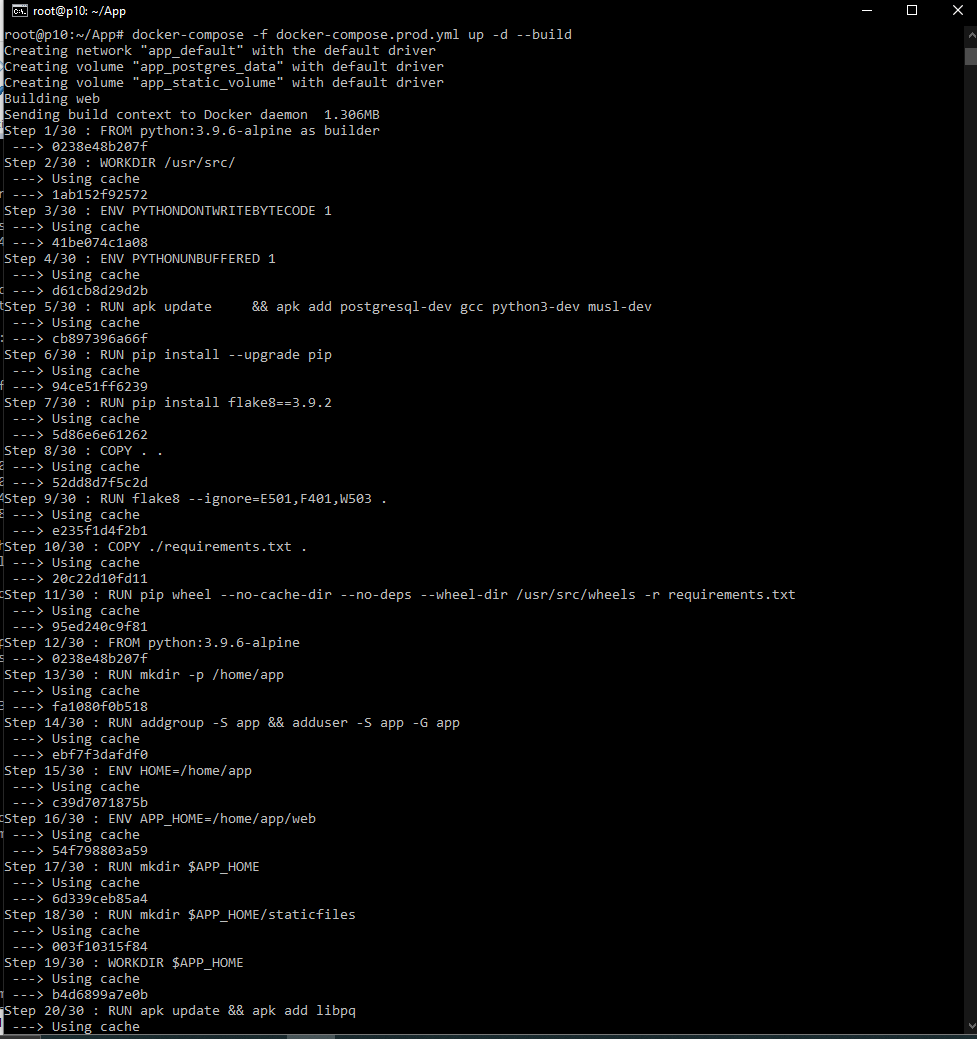 root@p10: ~/App
root@p10:~/App# docker-compose -f docker-compose.prod.yml up -d --build
Creating network "app_default" with the default driver
Creating volume "app_postgres_data" with default driver
Creating volume "app_static_volume" with default driver
Building web
Sending build context to Docker daemon  1.306MB
Step 1/30 : FROM python:3.9.6-alpine as builder
 ---> 0238e48b207f
Step 2/30 : WORKDIR /usr/src/
 ---> Using cache
 ---> 1ab152f92572
Step 3/30 : ENV PYTHONDONTWRITEBYTECODE 1
 ---> Using cache
 ---> 41be074c1a08
Step 4/30 : ENV PYTHONUNBUFFERED 1
 ---> Using cache
 ---> d61cb8d29d2b
Step 5/30 : RUN apk update     && apk add postgresql-dev gcc python3-dev musl-dev
 ---> Using cache
 ---> cb897396a66f
Step 6/30 : RUN pip install --upgrade pip
 ---> Using cache
 ---> 94ce51ff6239
Step 7/30 : RUN pip install flake8==3.9.2
 ---> Using cache
 ---> 5d86e6e61262
Step 8/30 : COPY . .
 ---> Using cache
 ---> 52dd8d7f5c2d
Step 9/30 : RUN flake8 --ignore=E501,F401,W503 .
 ---> Using cache
 ---> e235f1d4f2b1
Step 10/30 : COPY ./requirements.txt .
 ---> Using cache
 ---> 20c22d10fd11
Step 11/30 : RUN pip wheel --no-cache-dir --no-deps --wheel-dir /usr/src/wheels -r requirements.txt
 ---> Using cache
 ---> 95ed240c9f81
Step 12/30 : FROM python:3.9.6-alpine
 ---> 0238e48b207f
Step 13/30 : RUN mkdir -p /home/app
 ---> Using cache
 ---> fa1080f0b518
Step 14/30 : RUN addgroup -S app && adduser -S app -G app
 ---> Using cache
 ---> ebf7f3dafdf0
Step 15/30 : ENV HOME=/home/app
 ---> Using cache
 ---> c39d7071875b
Step 16/30 : ENV APP_HOME=/home/app/web
 ---> Using cache
 ---> 54f798803a59
Step 17/30 : RUN mkdir $APP_HOME
 ---> Using cache
 ---> 6d339ceb85a4
Step 18/30 : RUN mkdir $APP_HOME/staticfiles
 ---> Using cache
 ---> 003f10315f84
Step 19/30 : WORKDIR $APP_HOME
 ---> Using cache
 ---> b4d6899a7e0b
Step 20/30 : RUN apk update && apk add libpq
 ---> Using cache